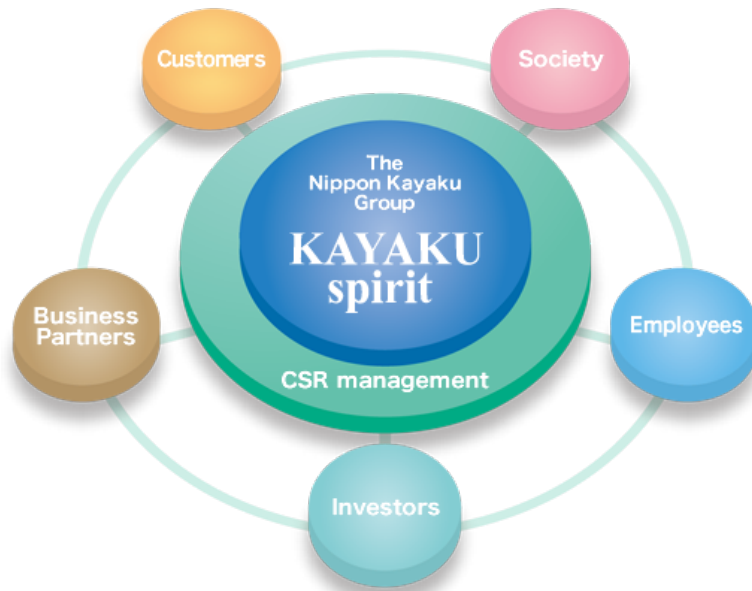 Customers
Society
The
Nippon Kayaku
Group
KAYAKU
spirit
Business
Partners
Employees
CSR management
Investors